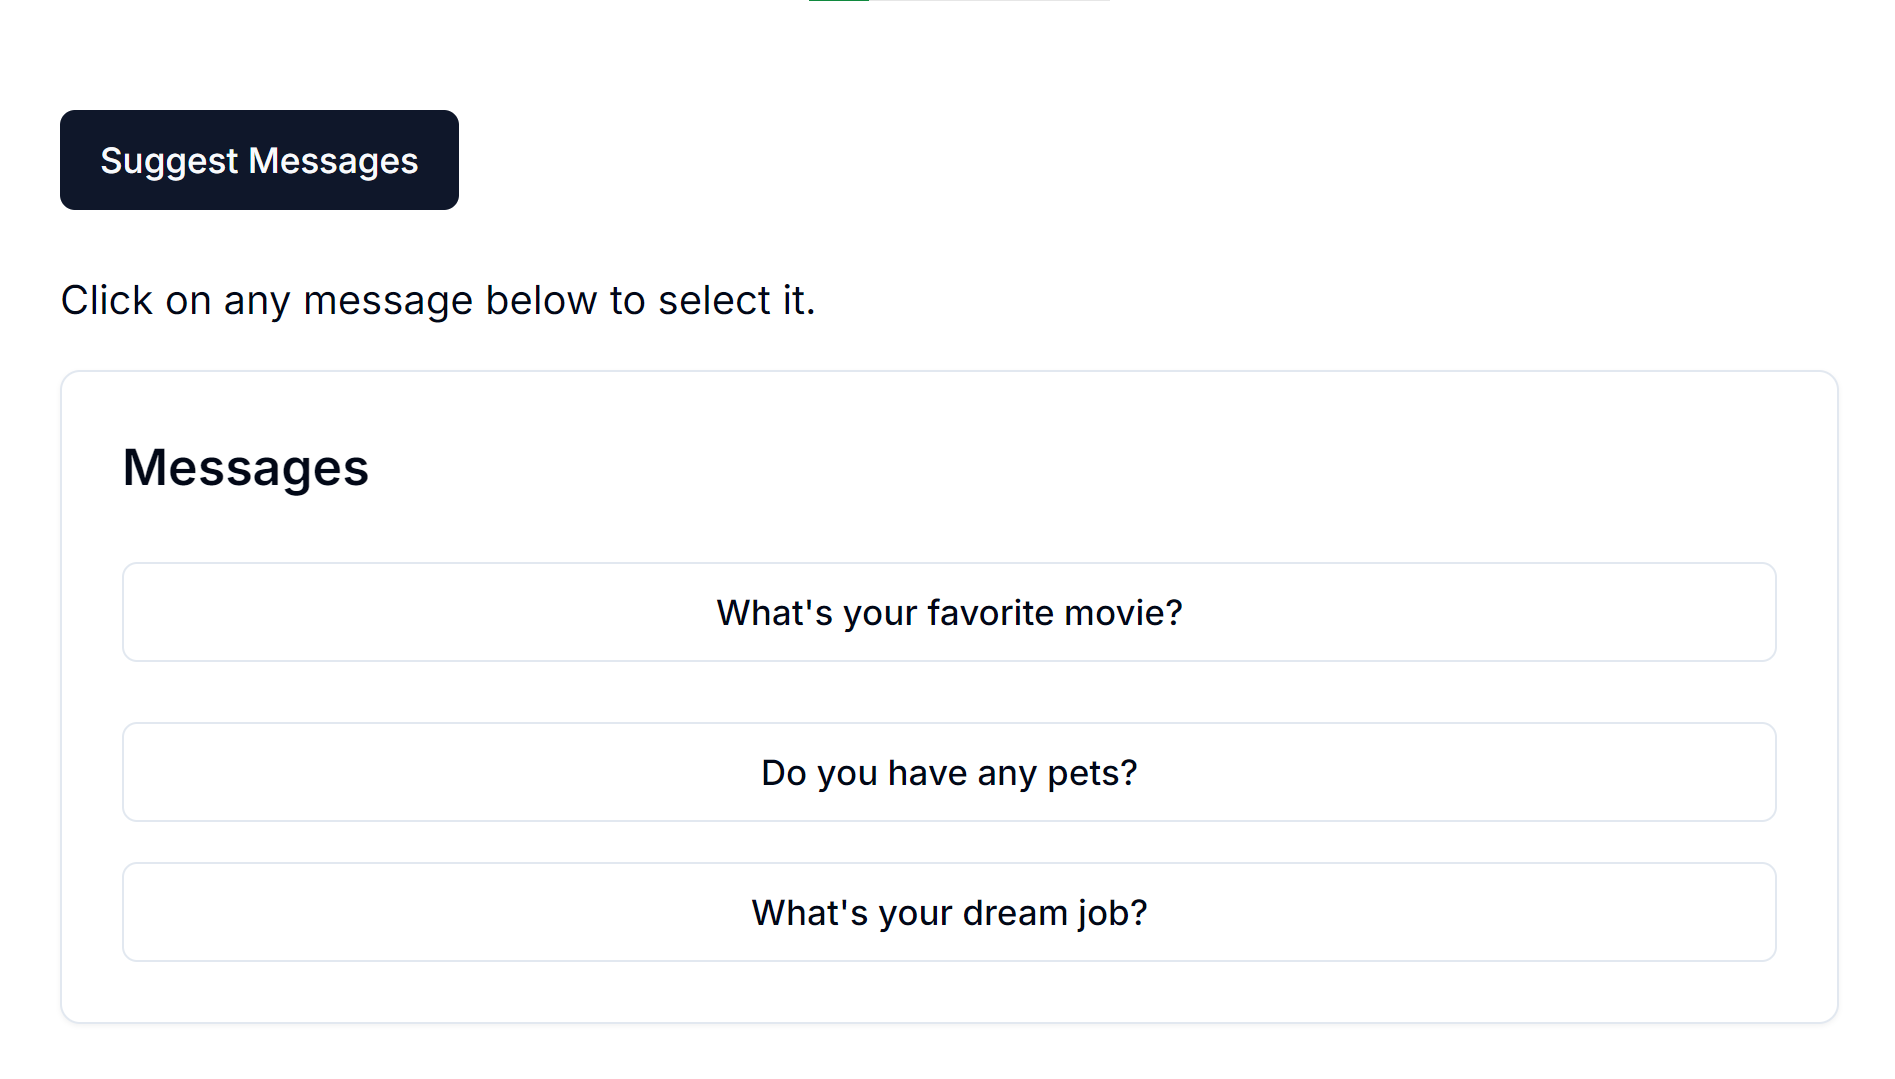 Suggest Messages
Click on any message below to select it.
Messages
What's your favorite movie?
Do you have any pets?
What's your dream job?